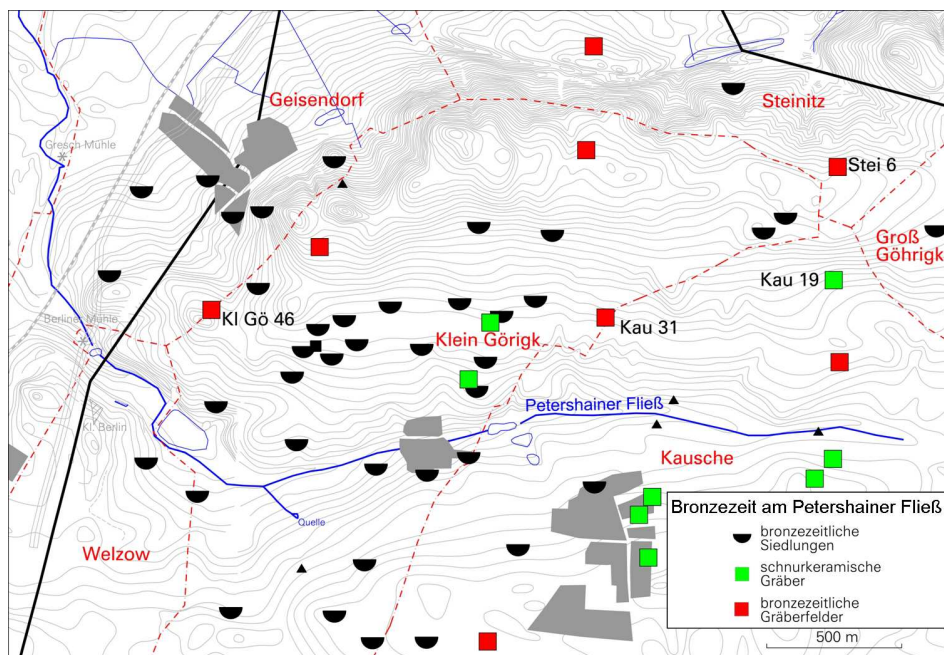 Geisendorf
Steinitz
Gresch-Mühle
Stei 6
Groß
Göhrigk
Kau 19
Kl Gö 46
Berliner Mühle
Klein Görigk
Kau 31
Kl. Berlin
Petershainer Fließ
Kausche
Quelle
Welzow
Bronzezeit am Petershainer Fließ
bronzezeitliche
Siedlungen
schnurkeramische
Gräber
bronzezeitliche
Gräberfelder
500 m